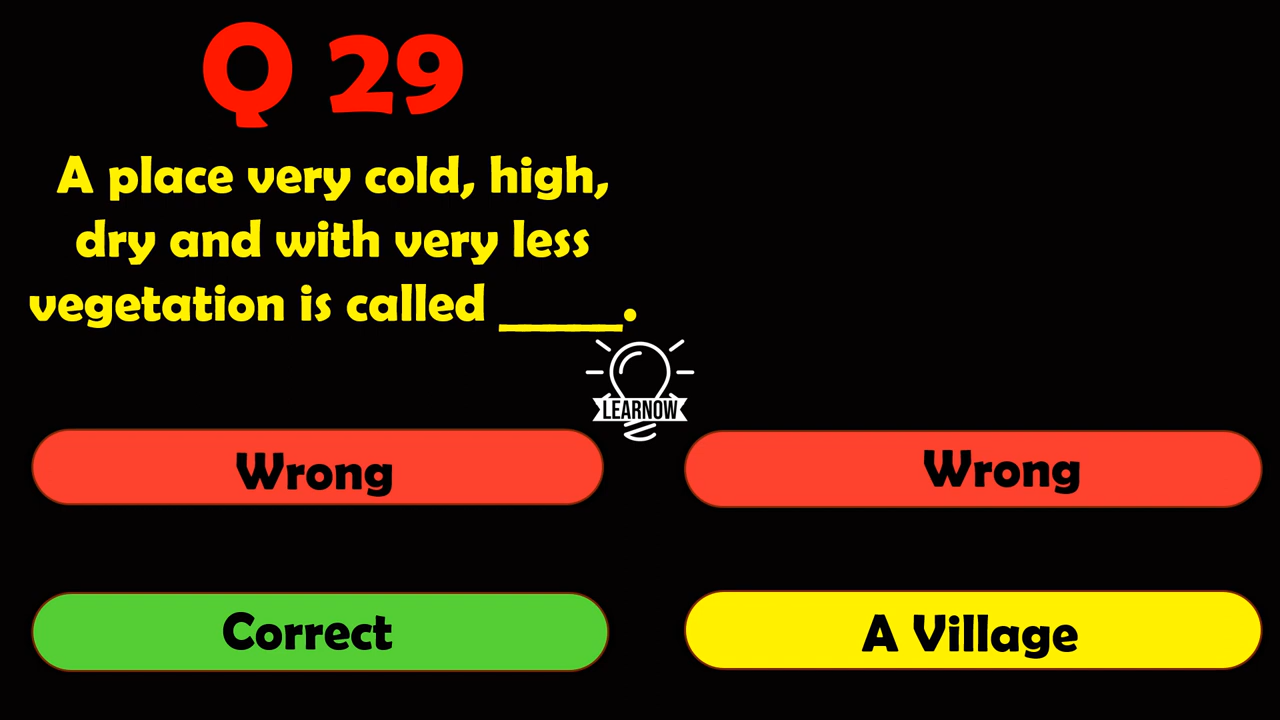 Q 29
A place very cold, high,
dry and with very less
vegetation is called _____.
LEARNOW
Wrong
Wrong
Correct
A Village